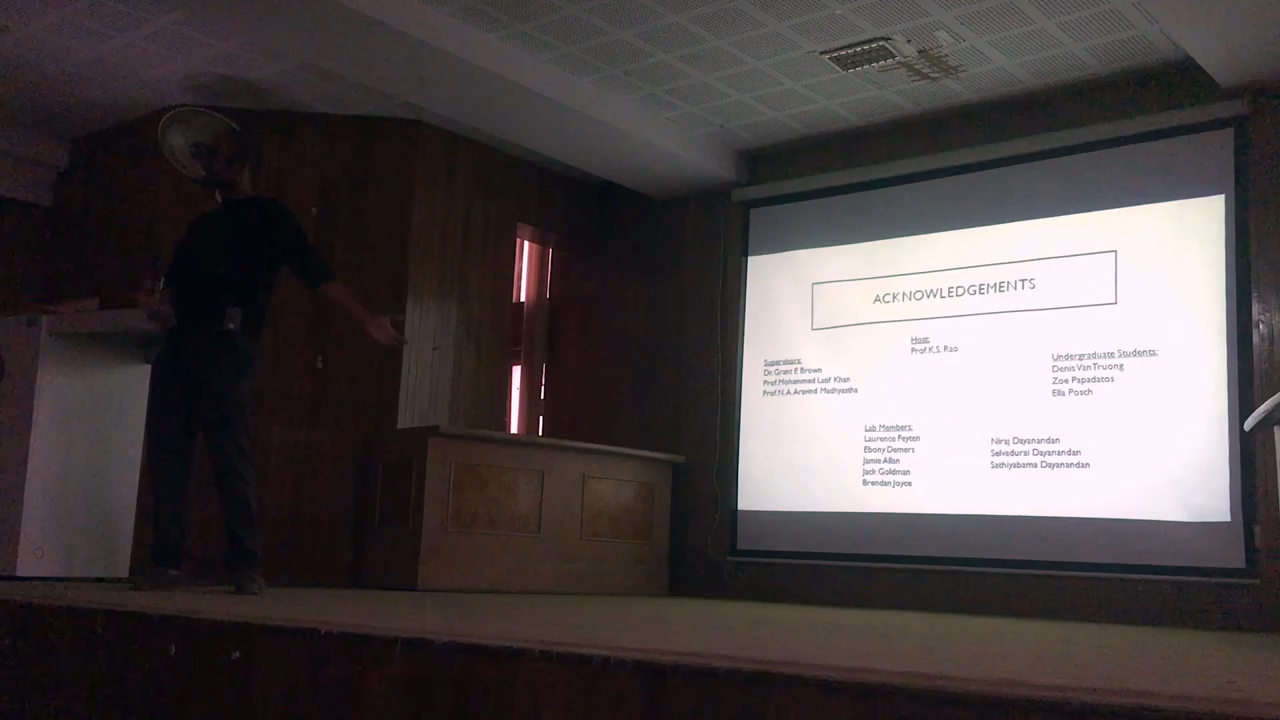 ACKNOWLEDGEMENTS
Host:
Prof.K.S. Rao
Supervisors:
Dr. Grant E Brown
Prof.Mohammed Latif Khan
Prof.N.A.Aravind Madhyastha
Undergraduate Students:
Denis Van Truong
Zoe Papadatos
Ella Posch
Lab Members:
Laurence Feyten
Ebony Demers
Jamie Allan
Jack Goldman
Brendan Joyce
Niraj Dayanandan
Selvadurai Dayanandan
Sathiyabama Dayanandan